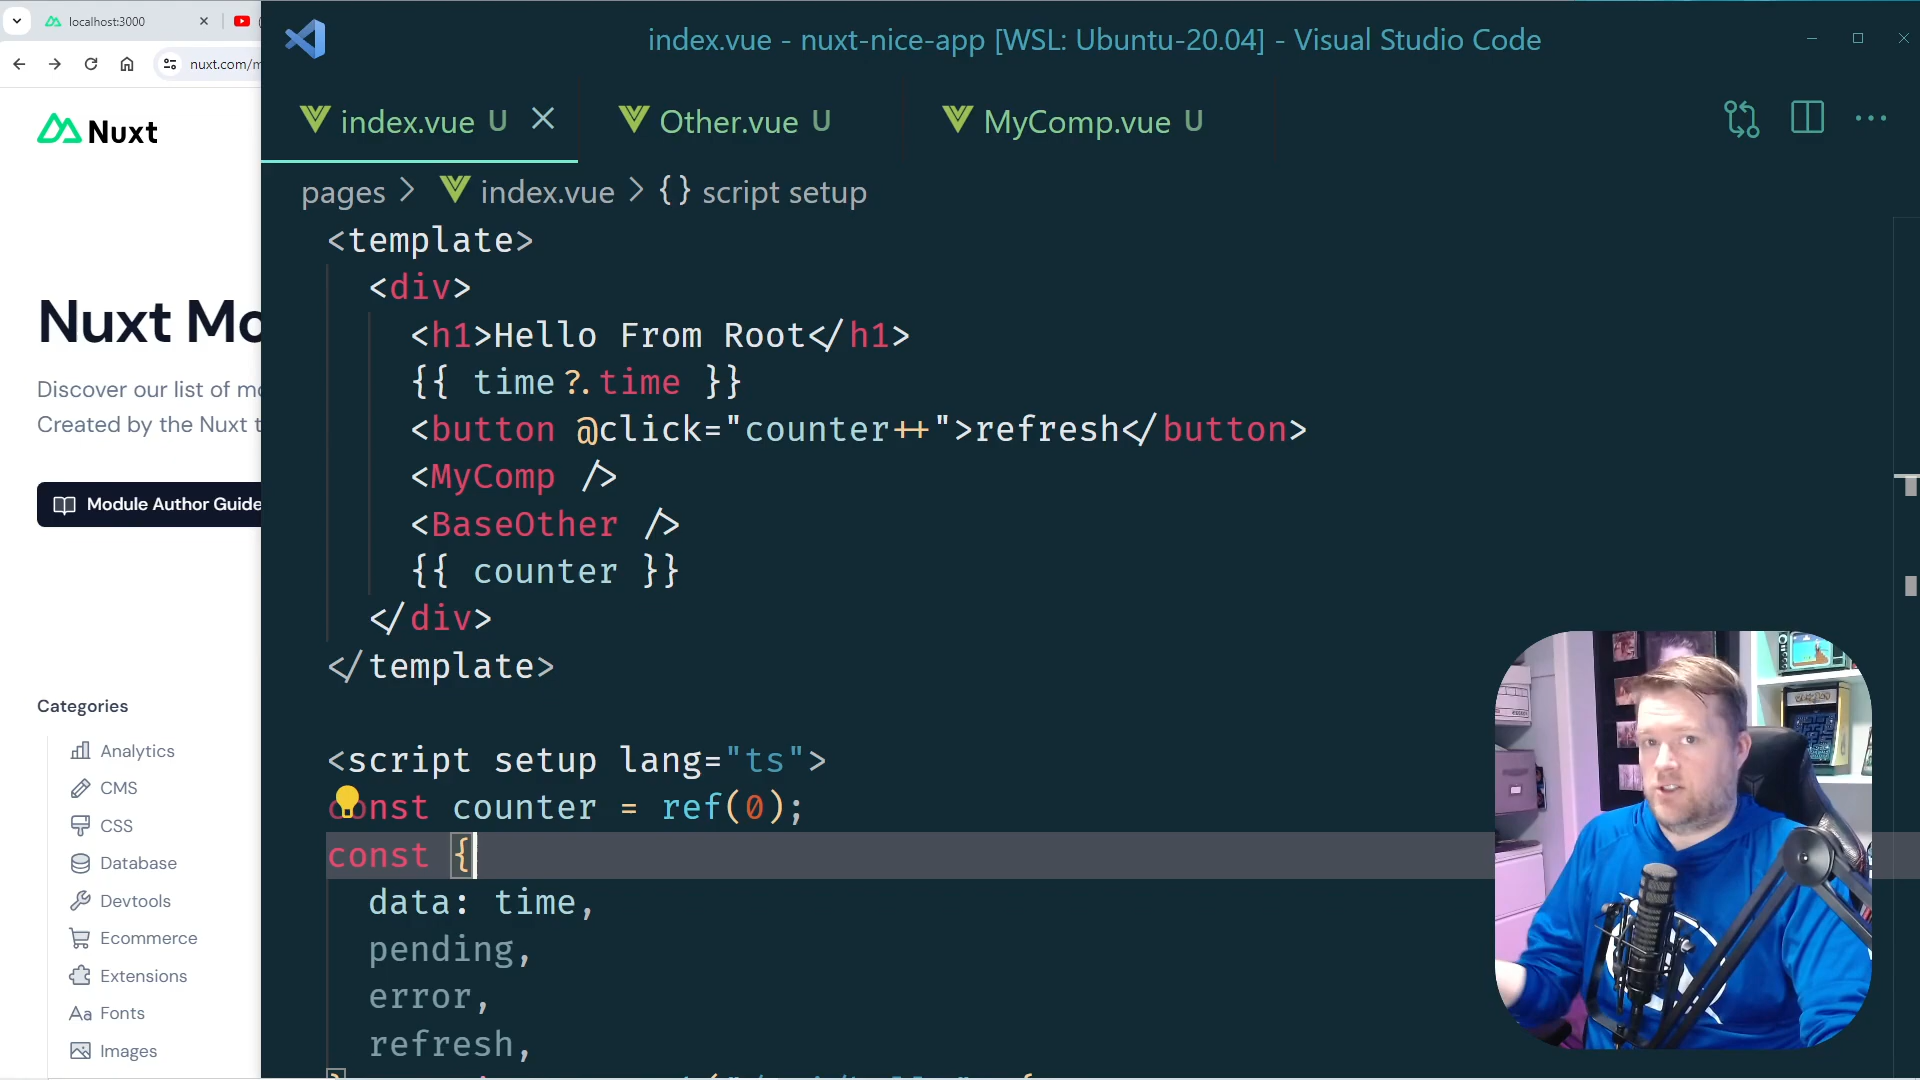 localhost:3000
nuxt.com/m
Nuxt
Nuxt Mo
Discover our list of mo
Created by the Nuxt t
Module Author Guide
Categories
Analytics
CMS
CSS
Database
Devtools
Ecommerce
Extensions
Aa Fonts
Images
index.vue - nuxt-nice-app [WSL: Ubuntu-20.04] - Visual Studio Code
index.vue U
Other.vue U
MyComp.vue U
pages > index.vue > {} script setup
<template>
<div>
<h1>Hello From Root</h1>
{{ time?.time }}
<button @click="counter++">refresh</button>
<MyComp />
<BaseOther />
{{ counter }}
</div>
</template>
<script setup lang="ts">
const counter = ref(0);
const {
data: time,
pending,
error,
refresh,